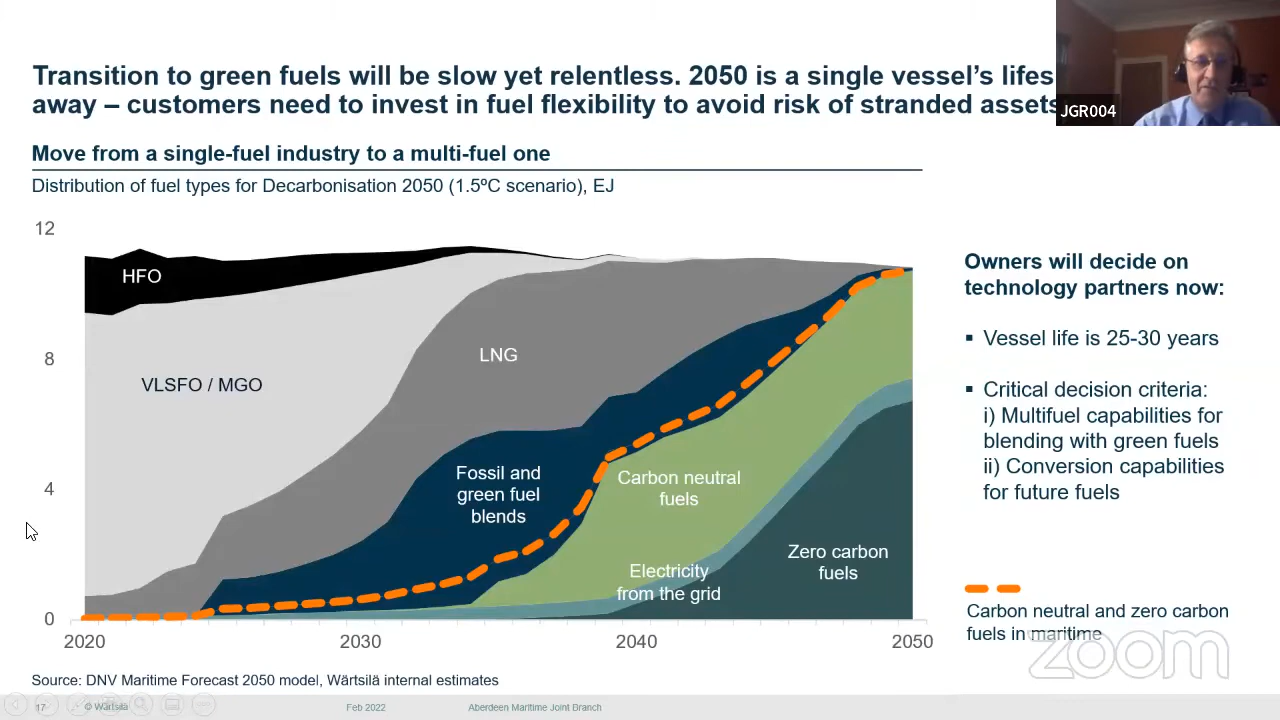 Transition to green fuels will be slow yet relentless. 2050 is a single vessel's lifes
away – customers need to invest in fuel flexibility to avoid risk of stranded assets
JGR004
Move from a single-fuel industry to a multi-fuel one
Distribution of fuel types for Decarbonisation 2050 (1.5ºC scenario), EJ
12
8
4
0
HFO
VLSFO / MGO
LNG
Fossil and
green fuel
blends
Carbon neutral
fuels
Electricity
from the grid
Zero carbon
fuels
2020
2030
2040
2050
Owners will decide on
technology partners now:
▪ Vessel life is 25-30 years
▪ Critical decision criteria:
i) Multifuel capabilities for
blending with green fuels
ii) Conversion capabilities
for future fuels
Carbon neutral and zero carbon
fuels in maritime
zoom
Source: DNV Maritime Forecast 2050 model, Wärtsilä internal estimates
17
© Wärtsilä
Feb 2022
Aberdeen Maritime Joint Branch